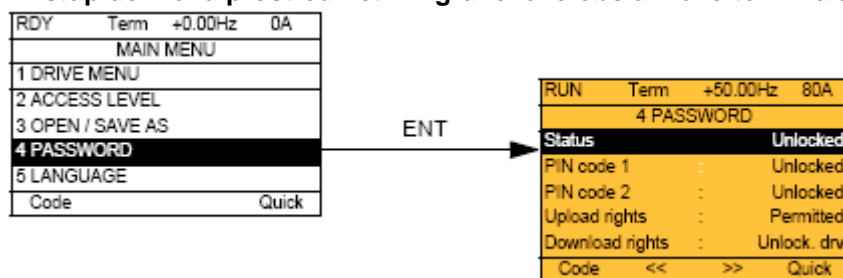 RDY Term +0.00Hz 0A
MAIN MENU
1 DRIVE MENU
2 ACCESS LEVEL
3 OPEN / SAVE AS
4 PASSWORD
5 LANGUAGE
Code Quick
ENT
RUN Term +50.00Hz 80A
4 PASSWORD
Status Unlocked
PIN code 1 : Unlocked
PIN code 2 : Unlocked
Upload rights : Permitted
Download rights : Unlock. drv
Code << >> Quick